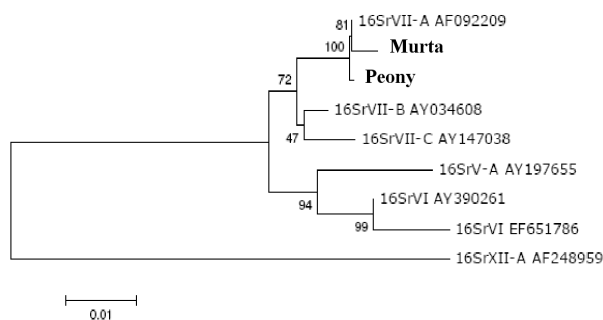 81
16SrVII-A AF092209
100
Murta
Peony
72
16SrVII-B AY034608
47
16SrVII-C AY147038
16SrV-A AY197655
94
16SrVI AY390261
99
16SrVI EF651786
16SrXII-A AF248959
0.01